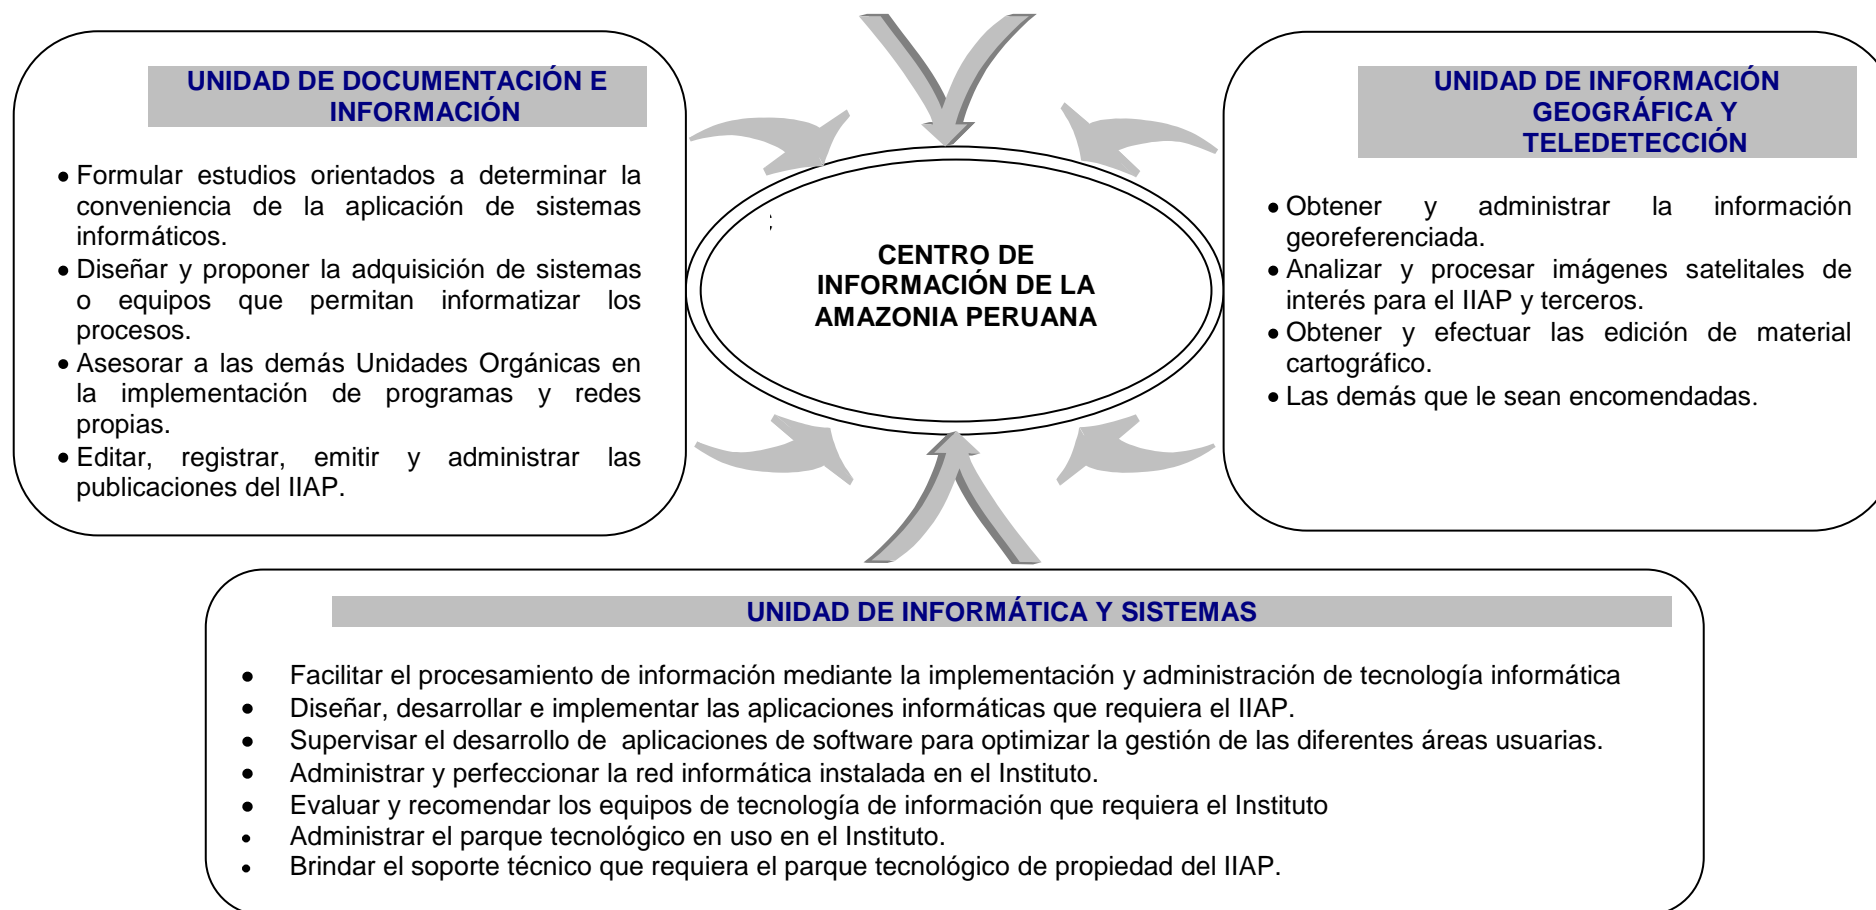 UNIDAD DE DOCUMENTACIÓN E
INFORMACIÓN
• Formular estudios orientados a determinar la
conveniencia de la aplicación de sistemas
informáticos.
• Diseñar y proponer la adquisición de sistemas
o equipos que permitan informatizar los
procesos.
• Asesorar a las demás Unidades Orgánicas en
la implementación de programas y redes
propias.
• Editar, registrar, emitir y administrar las
publicaciones del IIAP.
CENTRO DE
INFORMACIÓN DE LA
AMAZONIA PERUANA
UNIDAD DE INFORMACIÓN
GEOGRÁFICA Y
TELEDETECCIÓN
• Obtener y administrar la información
georeferenciada.
• Analizar y procesar imágenes satelitales de
interés para el IIAP y terceros.
• Obtener y efectuar las edición de material
cartográfico.
• Las demás que le sean encomendadas.
UNIDAD DE INFORMÁTICA Y SISTEMAS
• Facilitar el procesamiento de información mediante la implementación y administración de tecnología informática
• Diseñar, desarrollar e implementar las aplicaciones informáticas que requiera el IIAP.
• Supervisar el desarrollo de aplicaciones de software para optimizar la gestión de las diferentes áreas usuarias.
• Administrar y perfeccionar la red informática instalada en el Instituto.
• Evaluar y recomendar los equipos de tecnología de información que requiera el Instituto
• Administrar el parque tecnológico en uso en el Instituto.
• Brindar el soporte técnico que requiera el parque tecnológico de propiedad del IIAP.